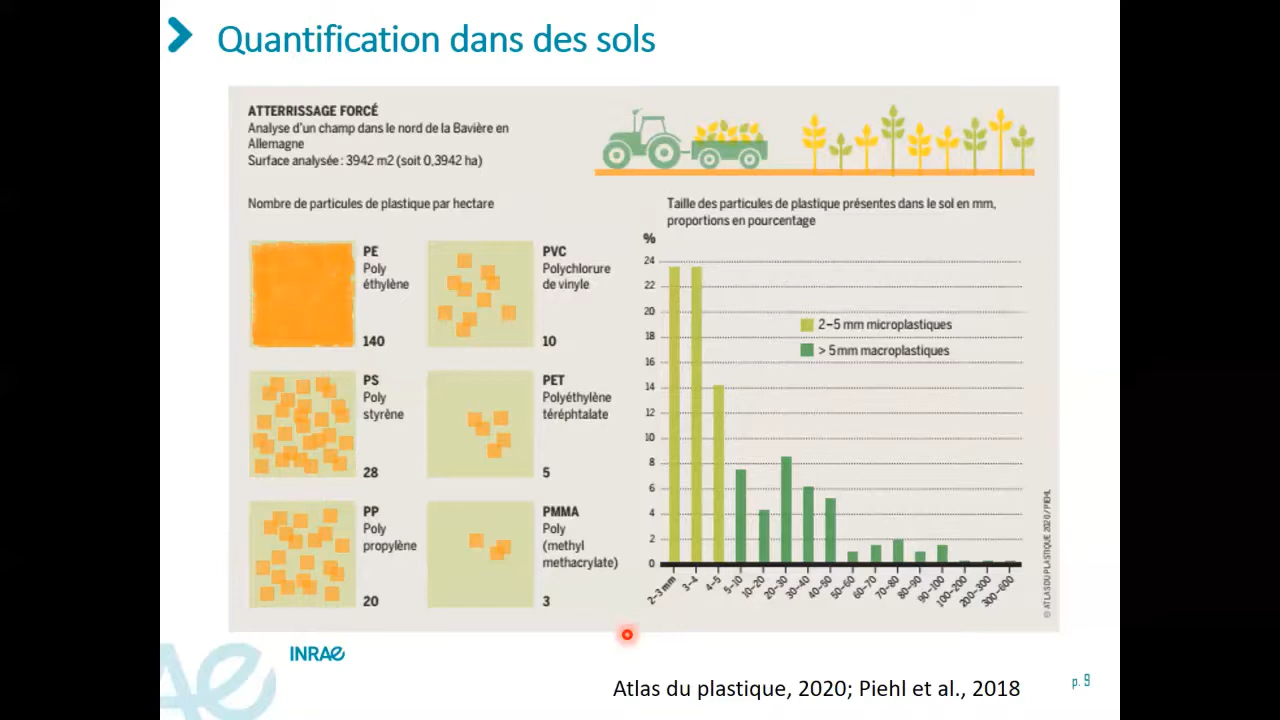 Quantification dans des sols
ATTERRISSAGE FORCÉ
Analyse d'un champ dans le nord de la Bavière en
Allemagne
Surface analysée : 3942 m2 (soit 0,3942 ha)
Nombre de particules de plastique par hectare
PE
Poly
éthylène
140
PVC
Polychlorure
de vinyle
10
PS
Poly
styrène
28
PET
Polyéthylène
téréphtalate
5
PP
Poly
propylène
20
PMMA
Poly
(methyl
methacrylate)
3
Taille des particules de plastique présentes dans le sol en mm,
proportions en pourcentage
%
24
22
20
18
16
14
12
10
8
6
4
2
0
2–5 mm microplastiques
> 5 mm macroplastiques
2–3 mm
3–4
4–5
5–10
10–20
20–30
30–40
40–50
50–60
60–70
70–80
80–90
90–100
100–200
200–300
300–600
© ATLAS DU PLASTIQUE 2020 / PIEHL
INRAE
Atlas du plastique, 2020; Piehl et al., 2018
p. 9